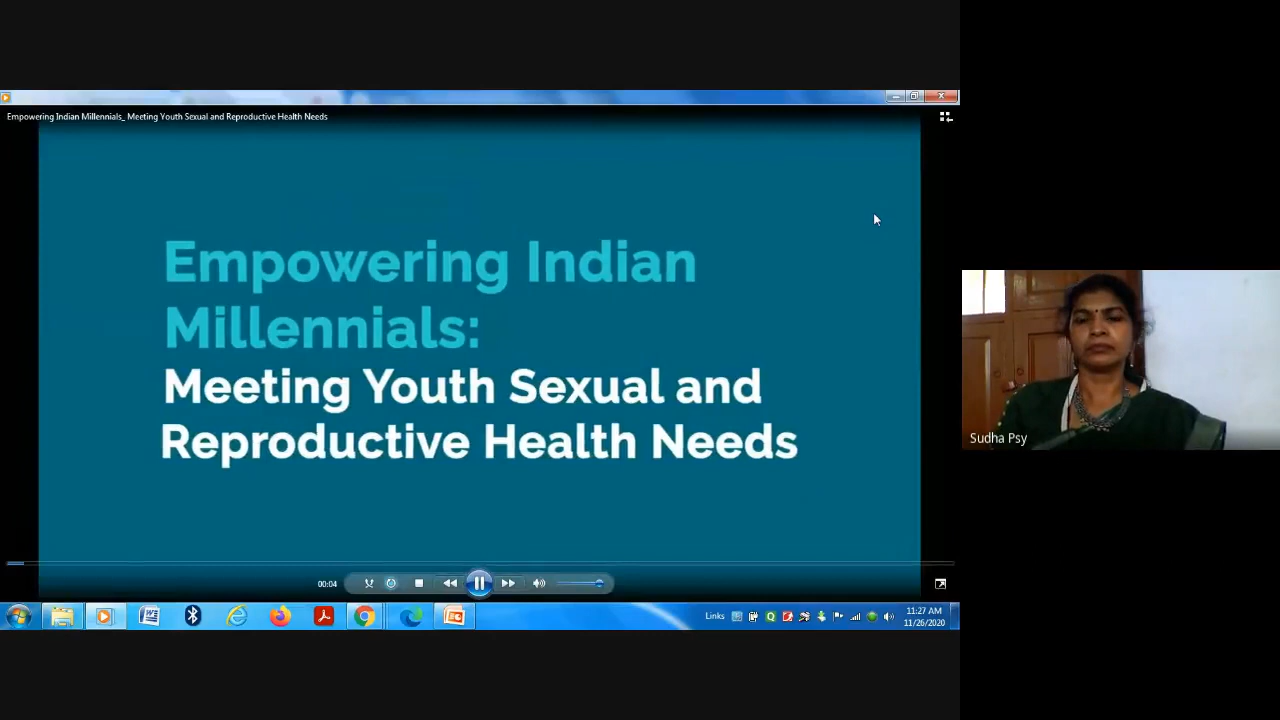 Empowering Indian Millennials_ Meeting Youth Sexual and Reproductive Health Needs
Empowering Indian
Millennials:
Meeting Youth Sexual and
Reproductive Health Needs
Sudha Psy
00:04
Links
11:27 AM
11/26/2020